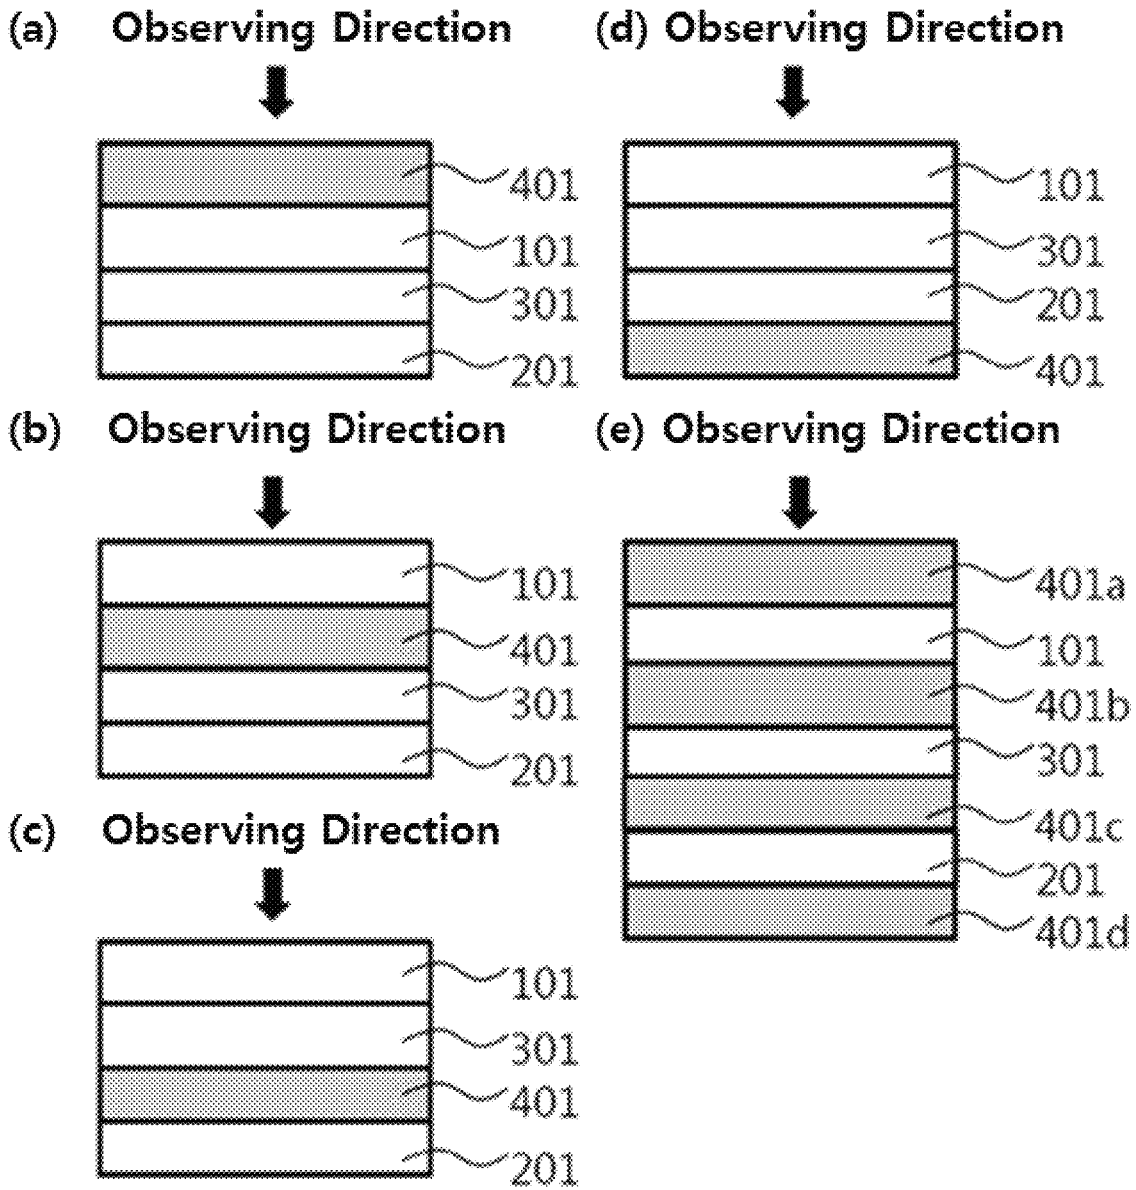 (a) Observing Direction
401
101
301
201
(b) Observing Direction
101
401
301
201
(c) Observing Direction
101
301
401
201
(d) Observing Direction
101
301
201
401
(e) Observing Direction
401a
101
401b
301
401c
201
401d